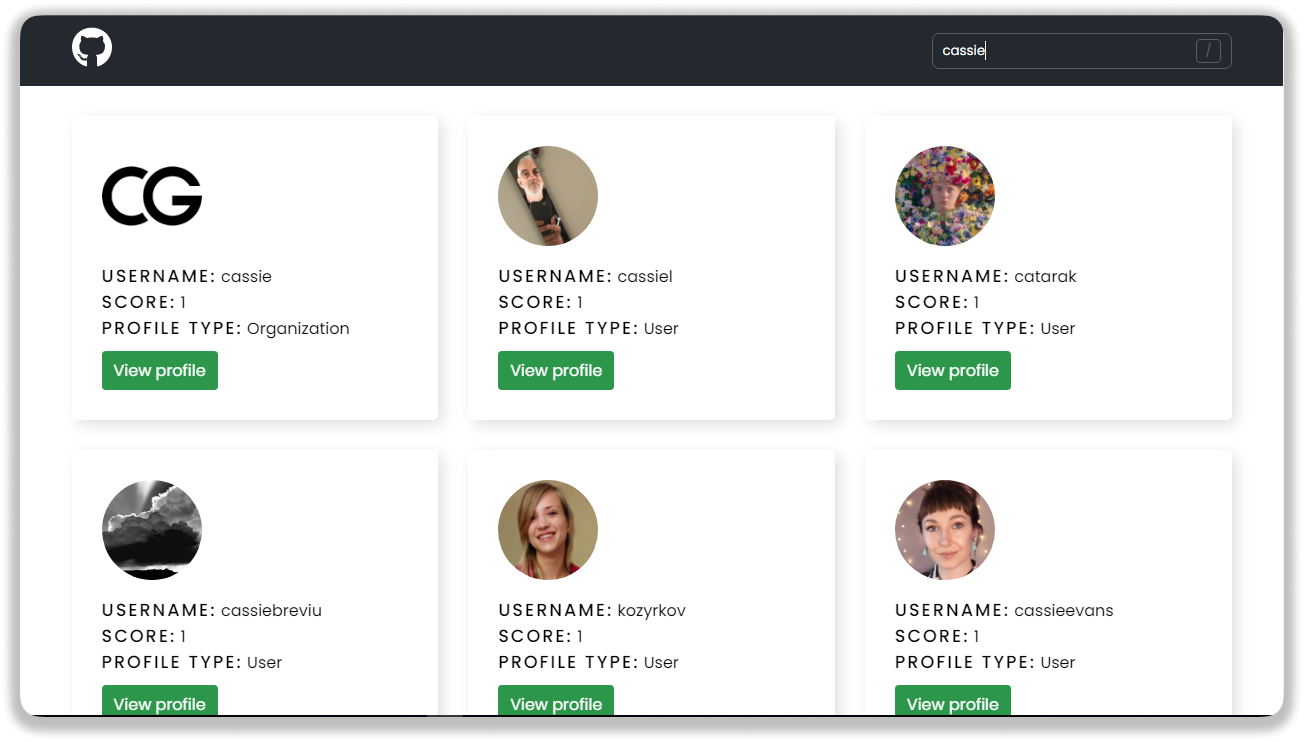 cassie /
CG
USERNAME: cassie
SCORE: 1
PROFILE TYPE: Organization
View profile
USERNAME: cassiel
SCORE: 1
PROFILE TYPE: User
View profile
USERNAME: catarak
SCORE: 1
PROFILE TYPE: User
View profile
USERNAME: cassiebreviu
SCORE: 1
PROFILE TYPE: User
View profile
USERNAME: kozyrkov
SCORE: 1
PROFILE TYPE: User
View profile
USERNAME: cassieevans
SCORE: 1
PROFILE TYPE: User
View profile